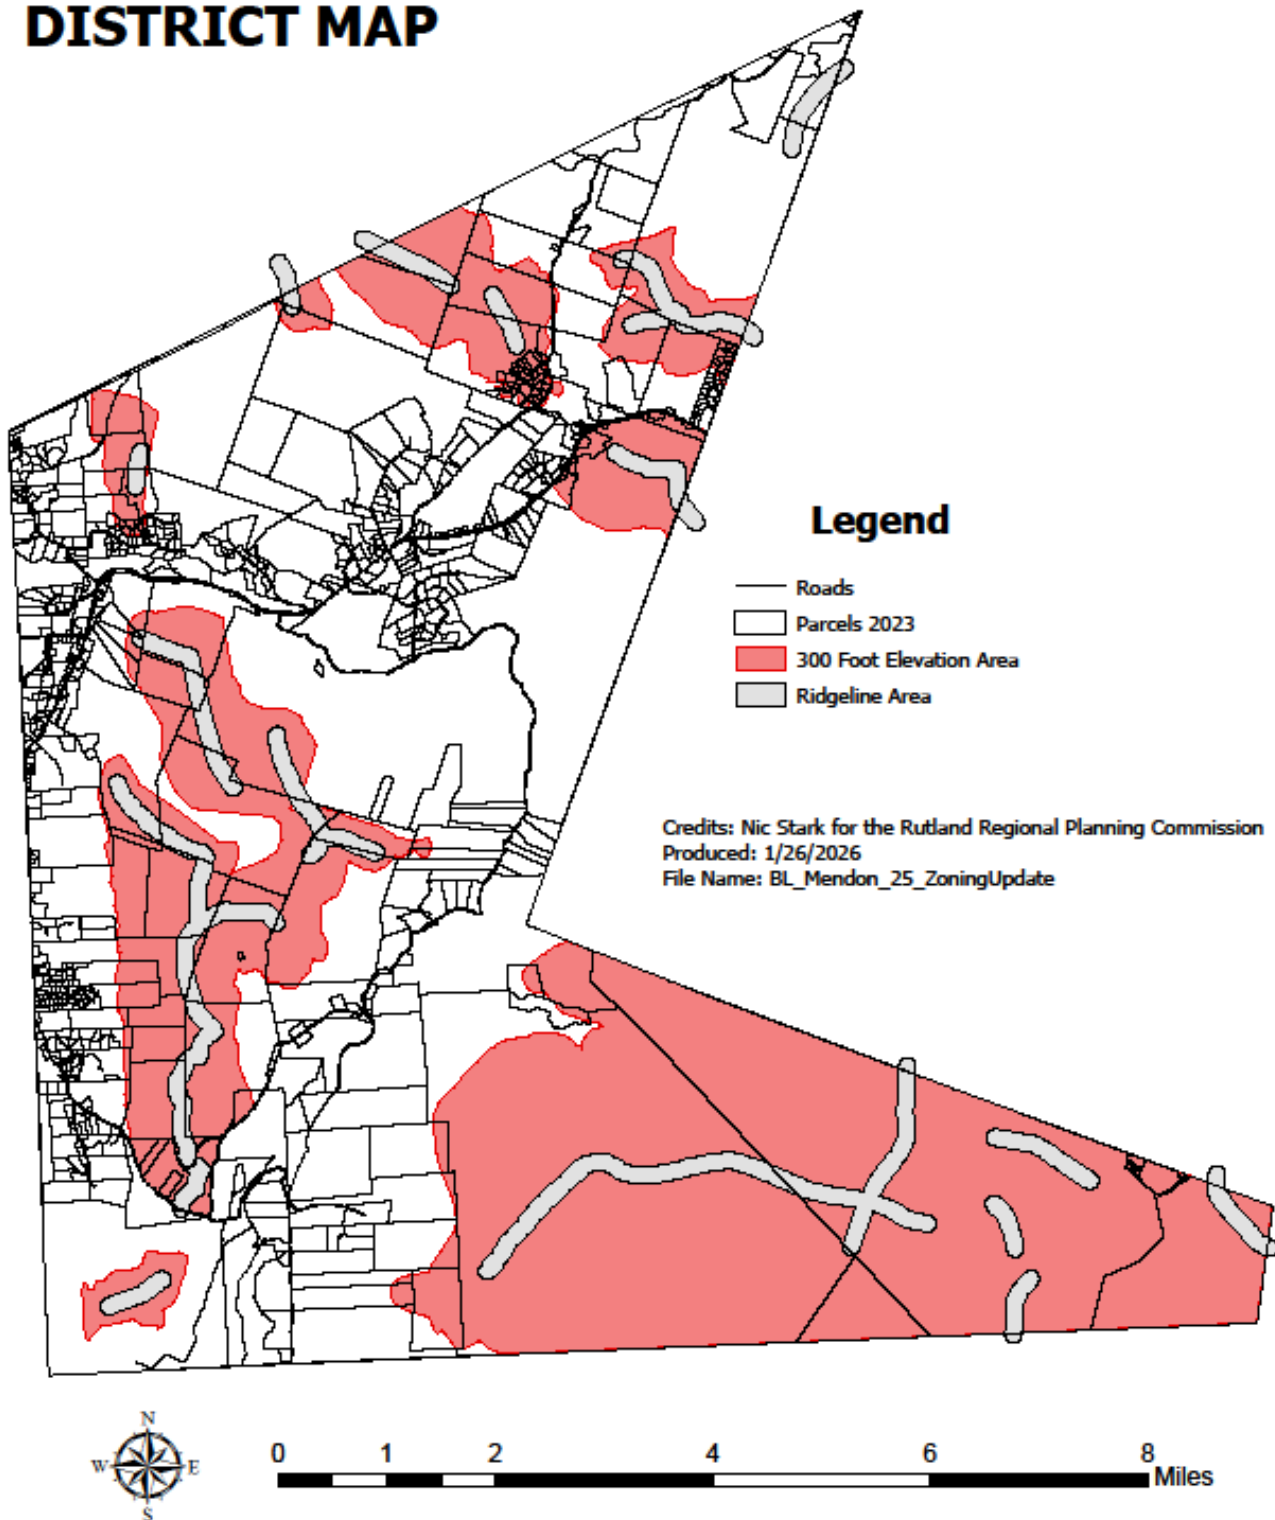 DISTRICT MAP
Legend
Roads
Parcels 2023
300 Foot Elevation Area
Ridgeline Area
Credits: Nic Stark for the Rutland Regional Planning Commission
Produced: 1/26/2026
File Name: BL_Mendon_25_ZoningUpdate
N
W E
S
0 1 2 4 6 8
Miles